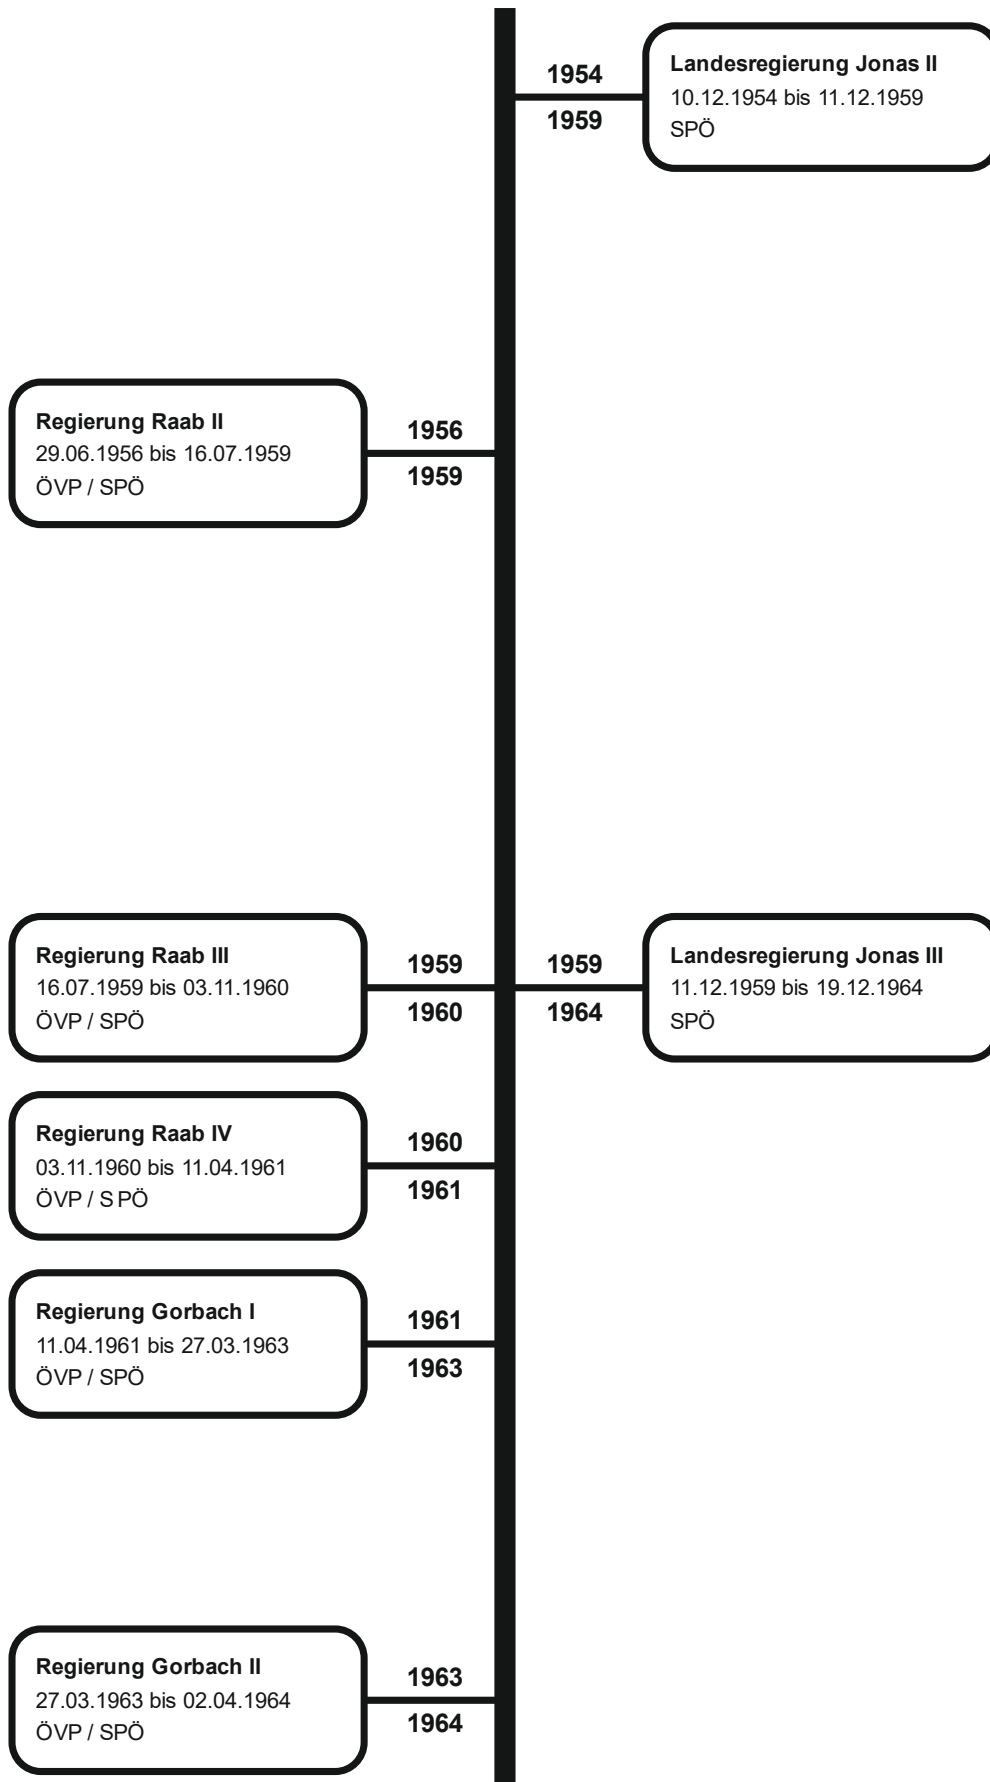 1954
1959
Landesregierung Jonas II
10.12.1954 bis 11.12.1959
SPÖ
Regierung Raab II
29.06.1956 bis 16.07.1959
ÖVP / SPÖ
1956
1959
Regierung Raab III
16.07.1959 bis 03.11.1960
ÖVP / SPÖ
1959
1960
1959
1964
Landesregierung Jonas III
11.12.1959 bis 19.12.1964
SPÖ
Regierung Raab IV
03.11.1960 bis 11.04.1961
ÖVP / SPÖ
1960
1961
Regierung Gorbach I
11.04.1961 bis 27.03.1963
ÖVP / SPÖ
1961
1963
Regierung Gorbach II
27.03.1963 bis 02.04.1964
ÖVP / SPÖ
1963
1964